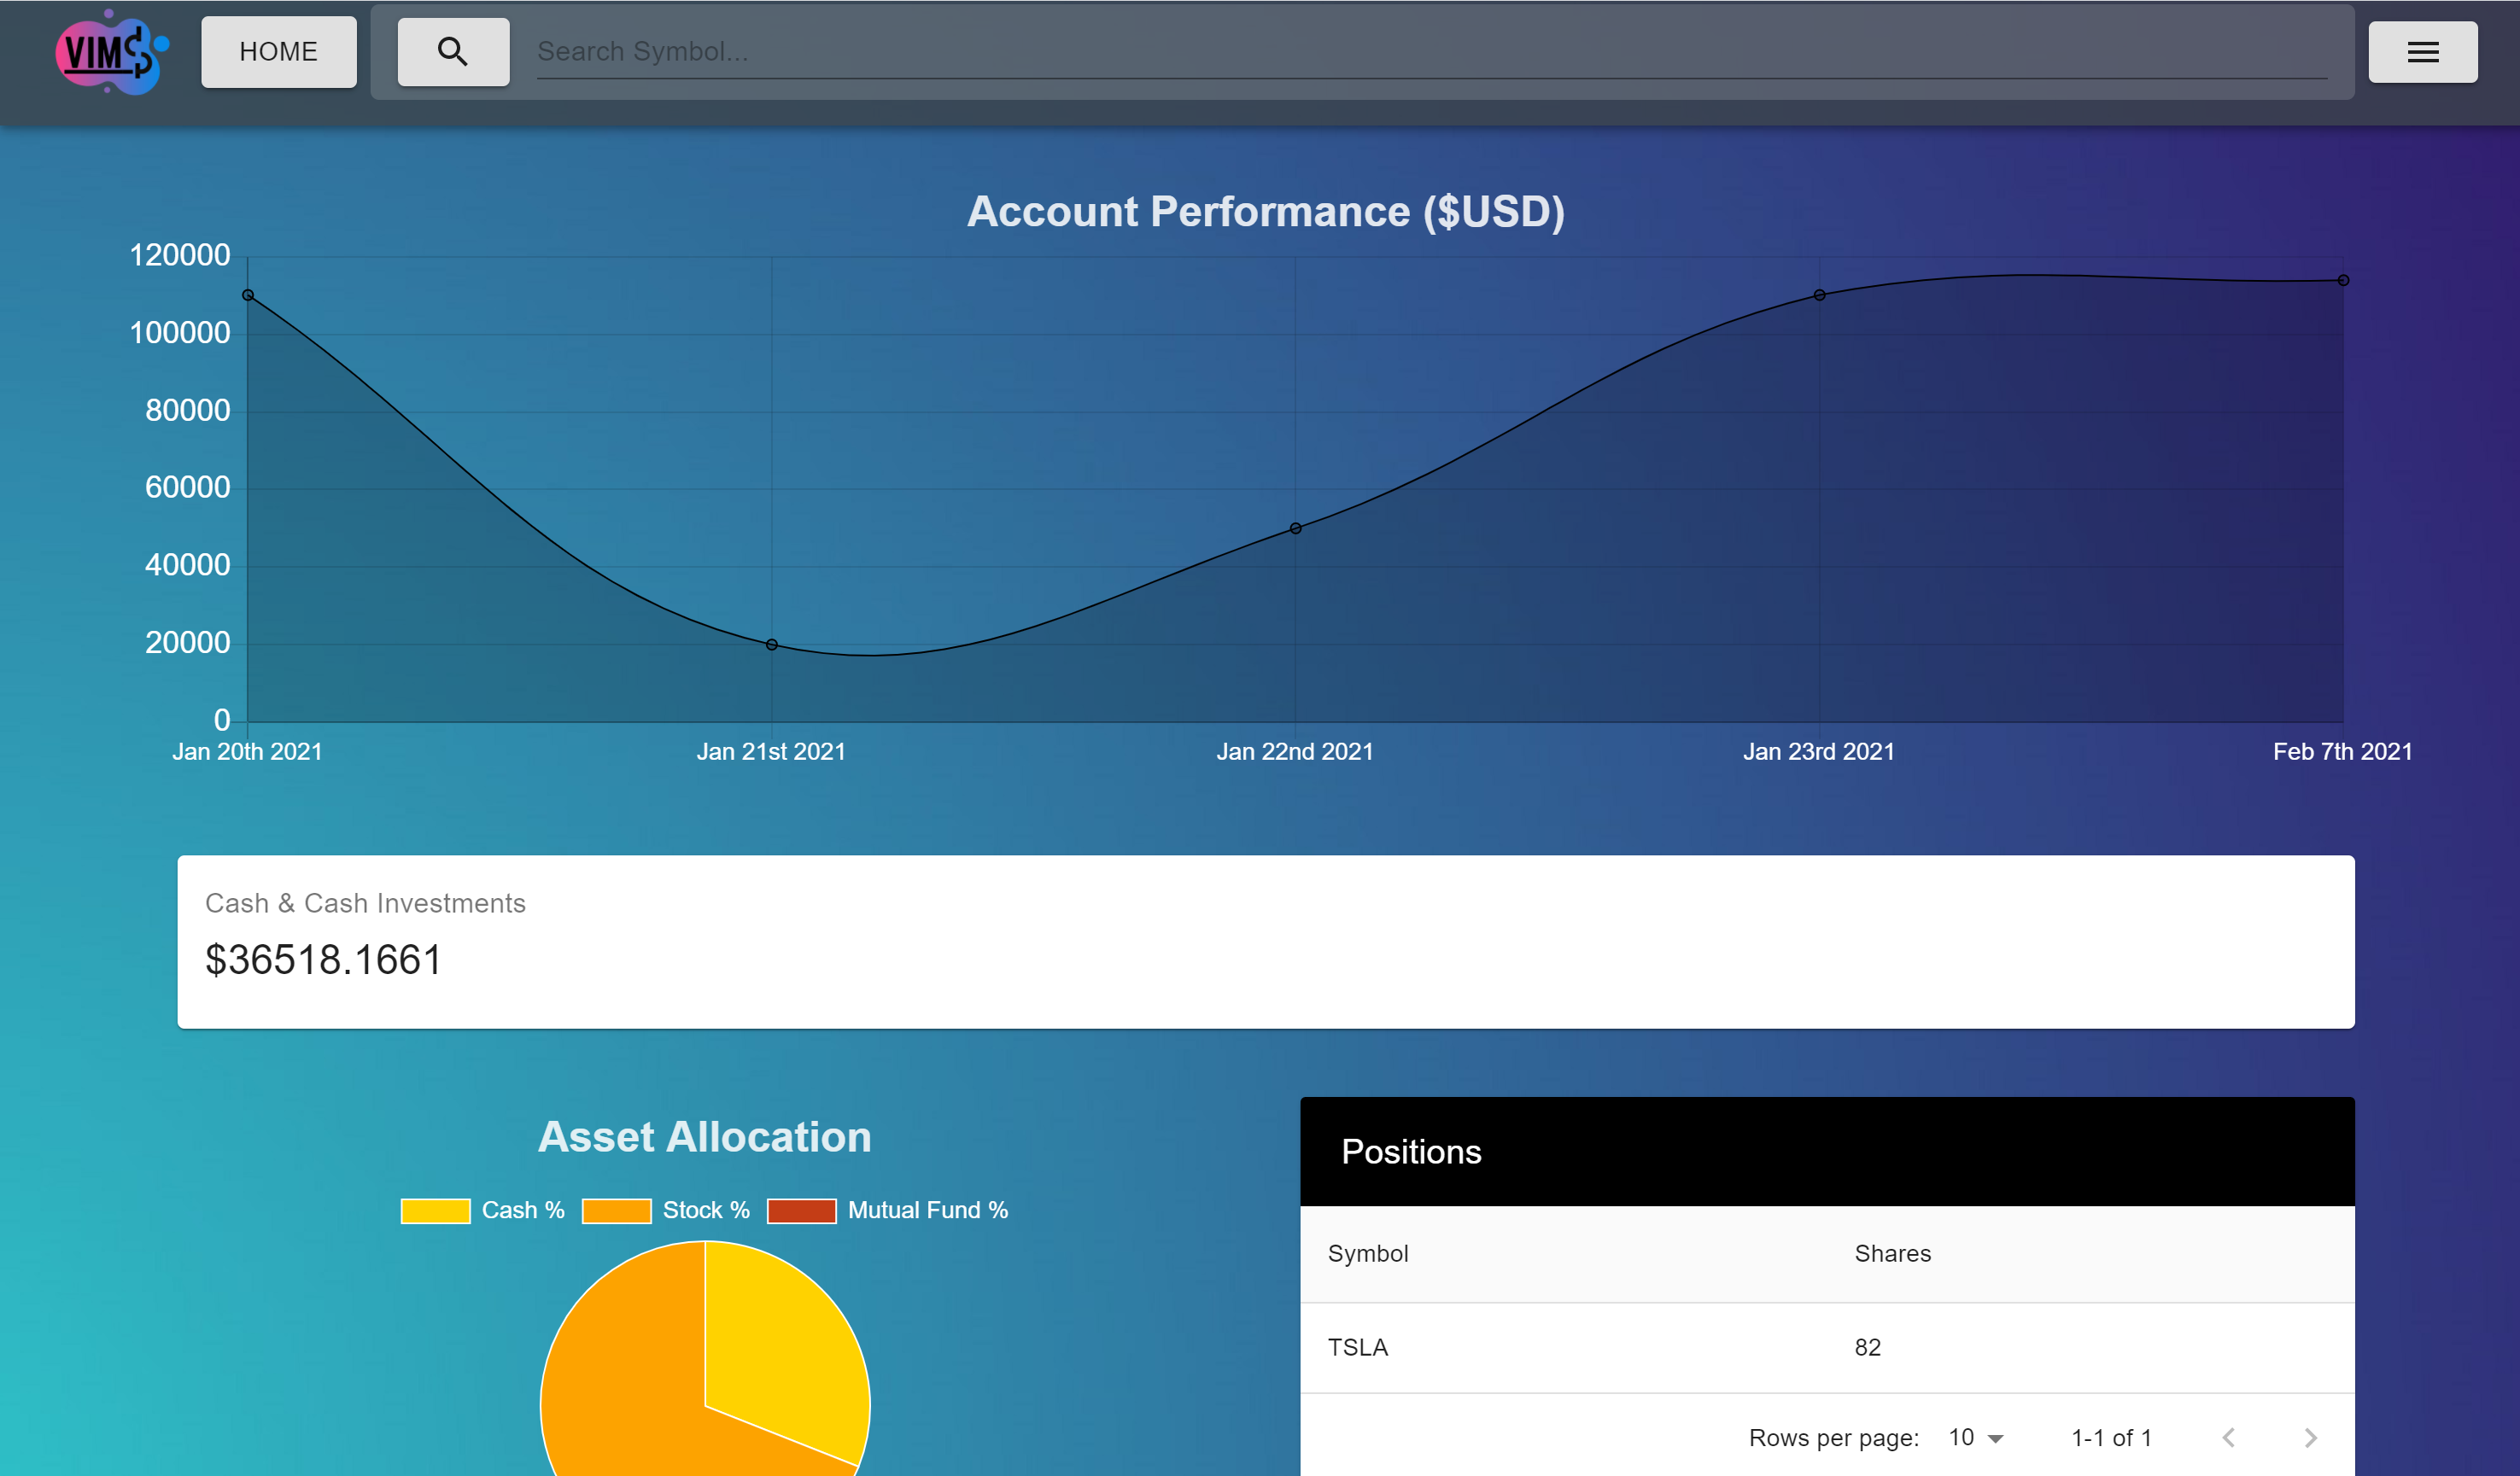 VIM
HOME
Search Symbol...
Account Performance ($USD)
120000
100000
80000
60000
40000
20000
0
Jan 20th 2021 Jan 21st 2021 Jan 22nd 2021 Jan 23rd 2021 Feb 7th 2021
Cash & Cash Investments
$36518.1661
Asset Allocation
Cash % Stock % Mutual Fund %
Positions
Symbol Shares
TSLA 82
Rows per page: 10 1-1 of 1